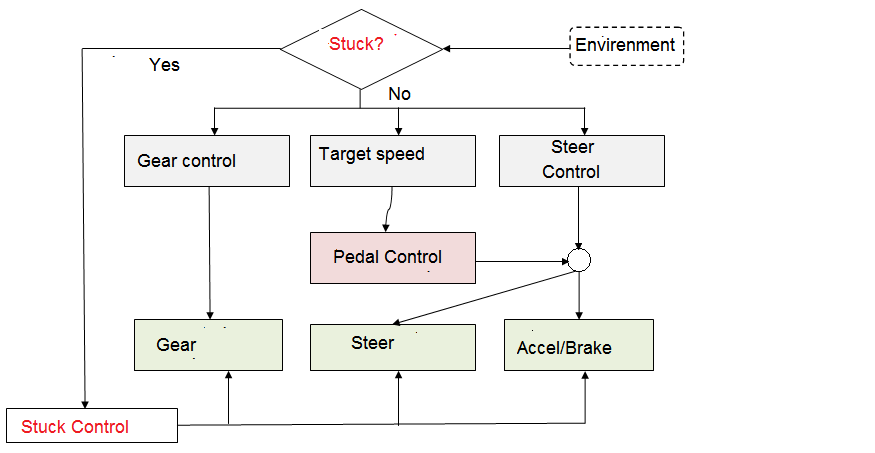 Stuck?
Envirenment
Yes
No
Gear control
Target speed
Steer
Control
Pedal Control
Gear
Steer
Accel/Brake
Stuck Control